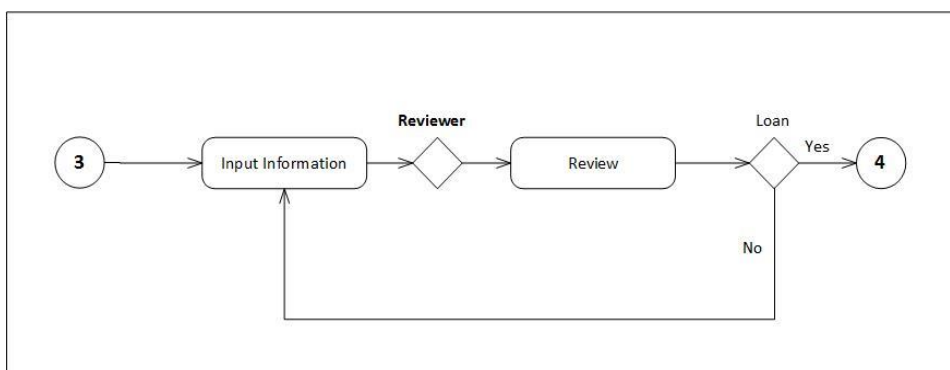 Reviewer
Loan
3
Input Information
Review
Yes
4
No